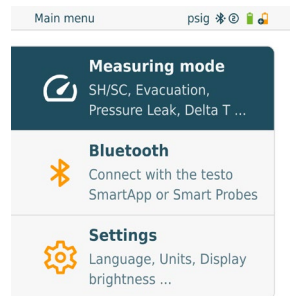 Main menu psig ②
Measuring mode
SH/SC, Evacuation,
Pressure Leak, Delta T ...
Bluetooth
Connect with the testo
SmartApp or Smart Probes
Settings
Language, Units, Display
brightness ...